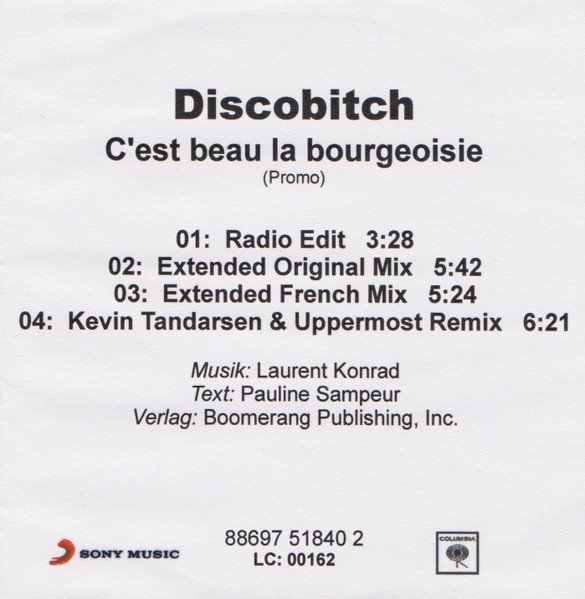 Discobitch
C'est beau la bourgeoisie
(Promo)
01: Radio Edit 3:28
02: Extended Original Mix 5:42
03: Extended French Mix 5:24
04: Kevin Tandarsen & Uppermost Remix 6:21
Musik: Laurent Konrad
Text: Pauline Sampeur
Verlag: Boomerang Publishing, Inc.
SONY MUSIC
88697 51840 2
LC: 00162
COLUMBIA